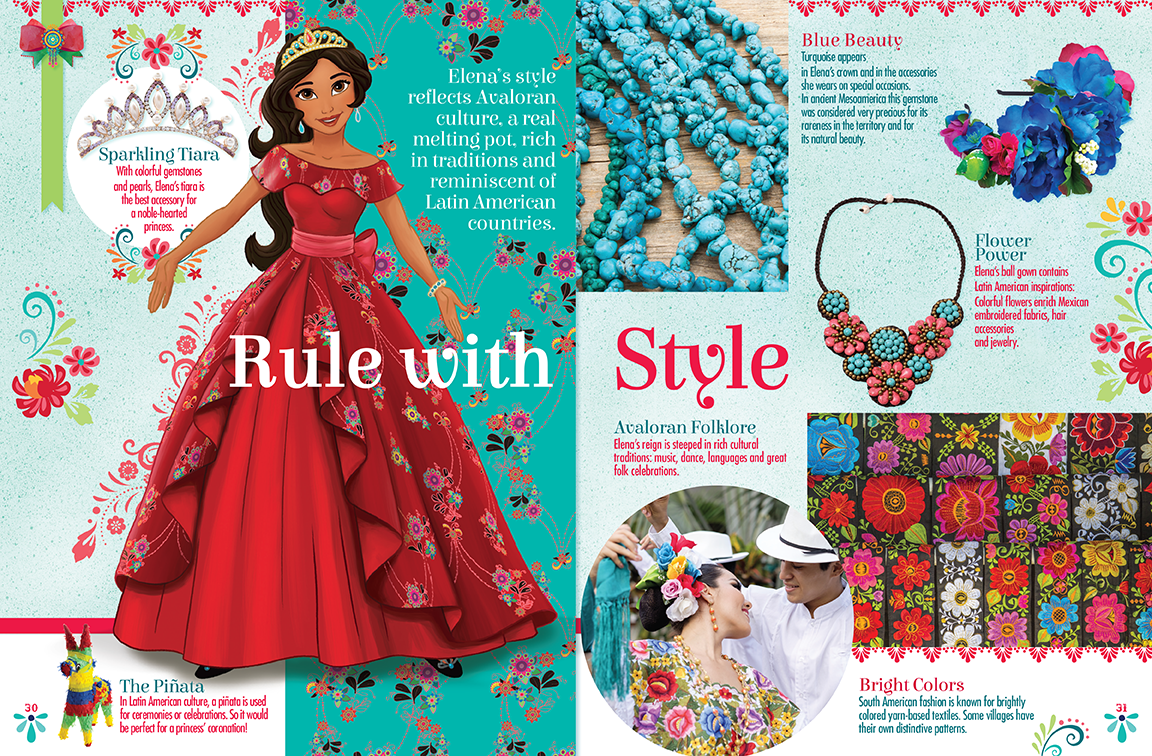 Sparkling Tiara
With colorful gemstones
and pearls, Elena's tiara is
the best accessory for
a noble-hearted
princess.
Elena's style
reflects Avaloran
culture, a real
melting pot, rich
in traditions and
reminiscent of
Latin American
countries.
Rule with Style
The Piñata
In Latin American culture, a piñata is used
for ceremonies or celebrations. So it would
be perfect for a princess' coronation!
30
Blue Beauty
Turquoise appears
in Elena's crown and in the accessories
she wears on special occasions.
In ancient Mesoamerica this gemstone
was considered very precious for its
rareness in the territory and for
its natural beauty.
Flower
Power
Elena's ball gown contains
Latin American inspirations:
Colorful flowers enrich Mexican
embroidered fabrics, hair
accessories
and jewelry.
Avaloran Folklore
Elena's reign is steeped in rich cultural
traditions: music, dance, languages and great
folk celebrations.
Bright Colors
South American fashion is known for brightly
colored yarn-based textiles. Some villages have
their own distinctive patterns.
31